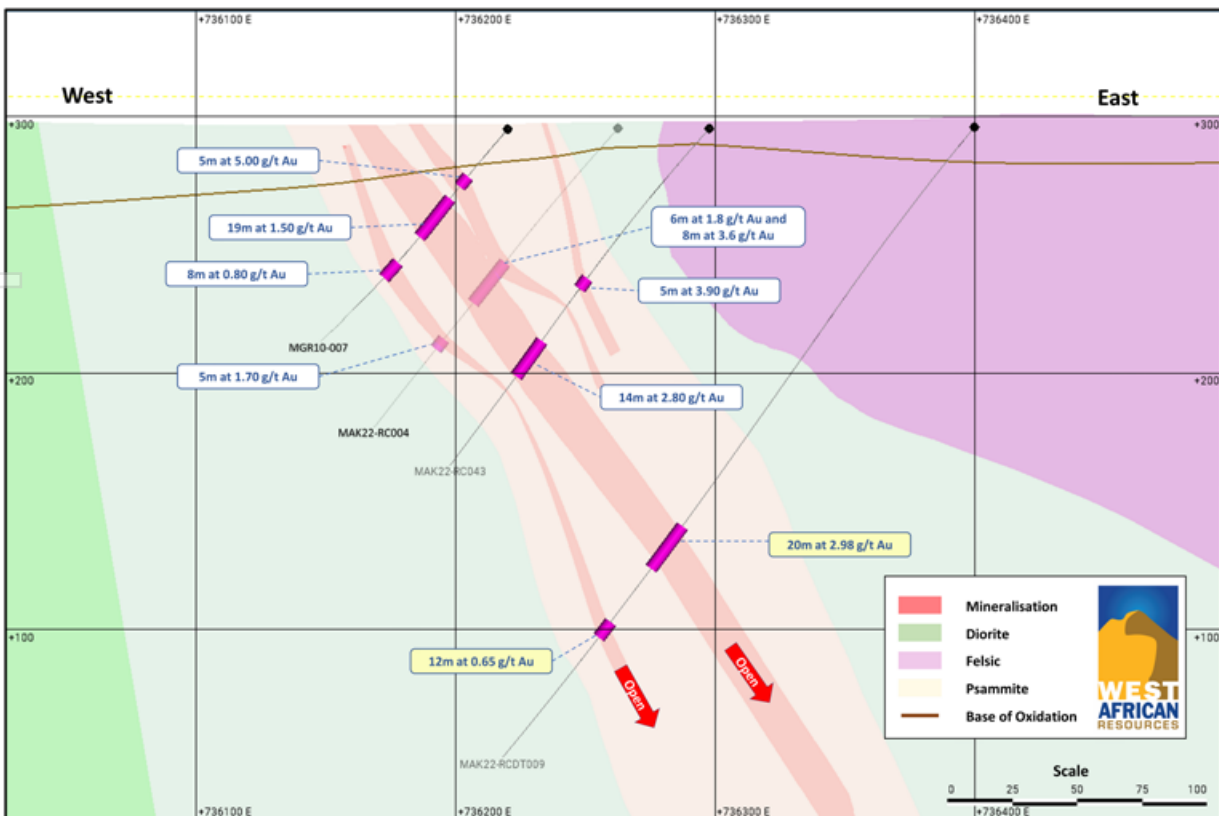 +736100 E
+736200 E
+736300 E
+736400 E
West
East
+300
+300
5m at 5.00 g/t Au
19m at 1.50 g/t Au
6m at 1.8 g/t Au and
8m at 3.6 g/t Au
8m at 0.80 g/t Au
5m at 3.90 g/t Au
MGR10-007
5m at 1.70 g/t Au
+200
+200
14m at 2.80 g/t Au
MAK22-RC004
MAK22-RC043
20m at 2.98 g/t Au
Mineralisation
Diorite
Felsic
Psammite
Base of Oxidation
WEST
AFRICAN
RESOURCES
+100
+100
12m at 0.65 g/t Au
Open
Open
MAK22-RCDT009
Scale
0 25 50 75 100
+736100 E
+736200 E
+736300 E
+736400 E